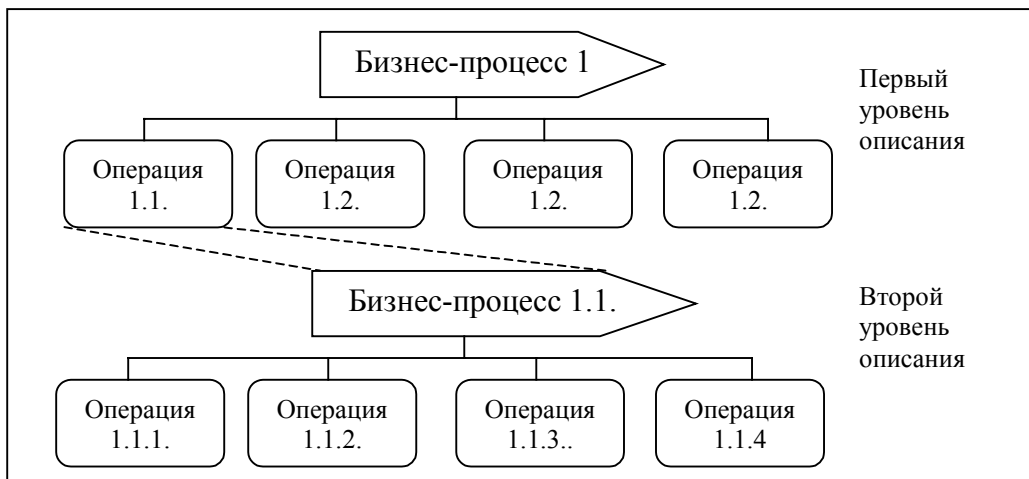 Бизнес-процесс 1
Первый
уровень
описания
Операция
1.1.
Операция
1.2.
Операция
1.2.
Операция
1.2.
Бизнес-процесс 1.1.
Второй
уровень
описания
Операция
1.1.1.
Операция
1.1.2.
Операция
1.1.3..
Операция
1.1.4